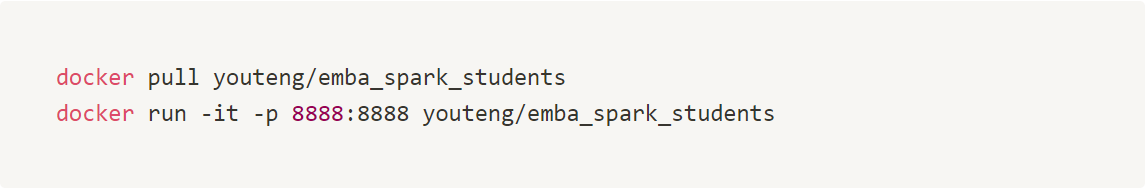 docker pull youteng/emba_spark_students
docker run -it -p 8888:8888 youteng/emba_spark_students